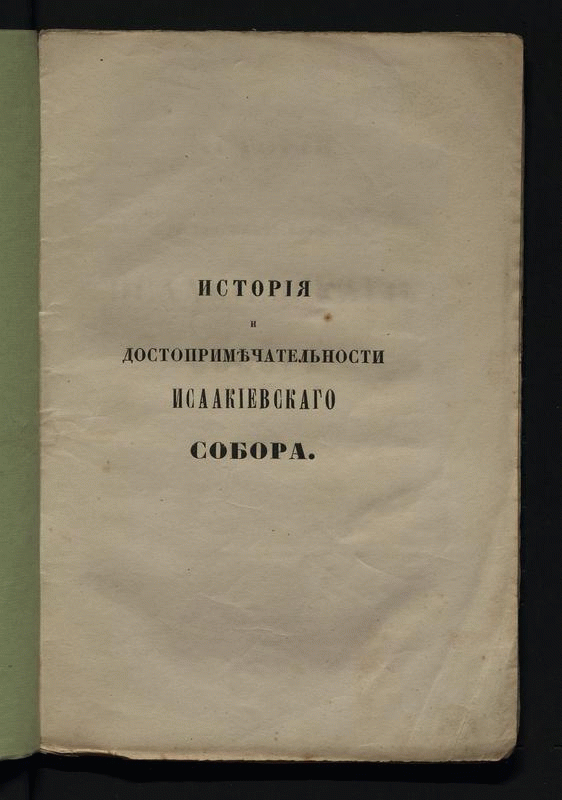 ИСТОРІЯ
И
ДОСТОПРИМѢЧАТЕЛЬНОСТИ
ИСААКІЕВСКАГО
СОБОРА.